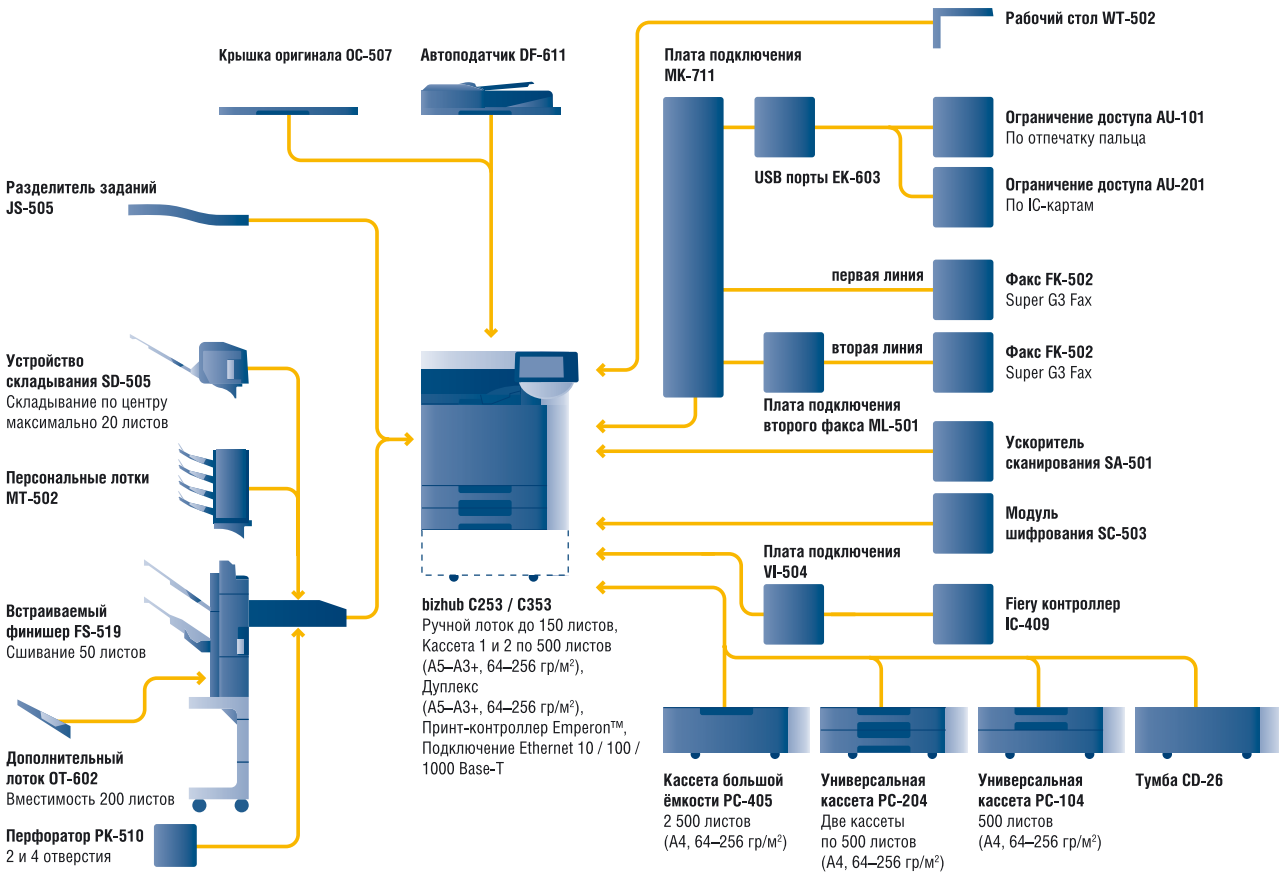 Рабочий стол WT-502
Крышка оригинала OC-507
Автоподатчик DF-611
Плата подключения
MK-711
Ограничение доступа AU-101
По отпечатку пальца
USB порты EK-603
Ограничение доступа AU-201
По IC-картам
Разделитель заданий
JS-505
первая линия
Факс FK-502
Super G3 Fax
Устройство
складывания SD-505
Складывание по центру
максимально 20 листов
вторая линия
Факс FK-502
Super G3 Fax
Плата подключения
второго факса ML-501
Ускоритель
сканирования SA-501
Персональные лотки
MT-502
Модуль
шифрования SC-503
Плата подключения
VI-504
Fiery контроллер
IC-409
Встраиваемый
финишер FS-519
Сшивание 50 листов
bizhub C253 / C353
Ручной лоток до 150 листов,
Кассета 1 и 2 по 500 листов
(A5–A3+, 64–256 гр/м²),
Дуплекс
(A5–A3+, 64–256 гр/м²),
Принт-контроллер Emperon™,
Подключение Ethernet 10 / 100 /
1000 Base-T
Дополнительный
лоток OT-602
Вместимость 200 листов
Перфоратор PK-510
2 и 4 отверстия
Кассета большой
ёмкости PC-405
2 500 листов
(A4, 64–256 гр/м²)
Универсальная
кассета PC-204
Две кассеты
по 500 листов
(A4, 64–256 гр/м²)
Универсальная
кассета PC-104
500 листов
(A4, 64–256 гр/м²)
Тумба CD-26